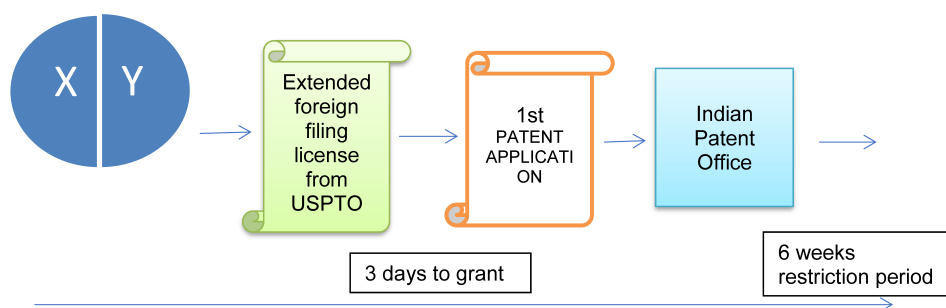 X Y
Extended
foreign
filing
license
from
USPTO
1st
PATENT
APPLICATI
ON
Indian
Patent
Office
3 days to grant
6 weeks
restriction period